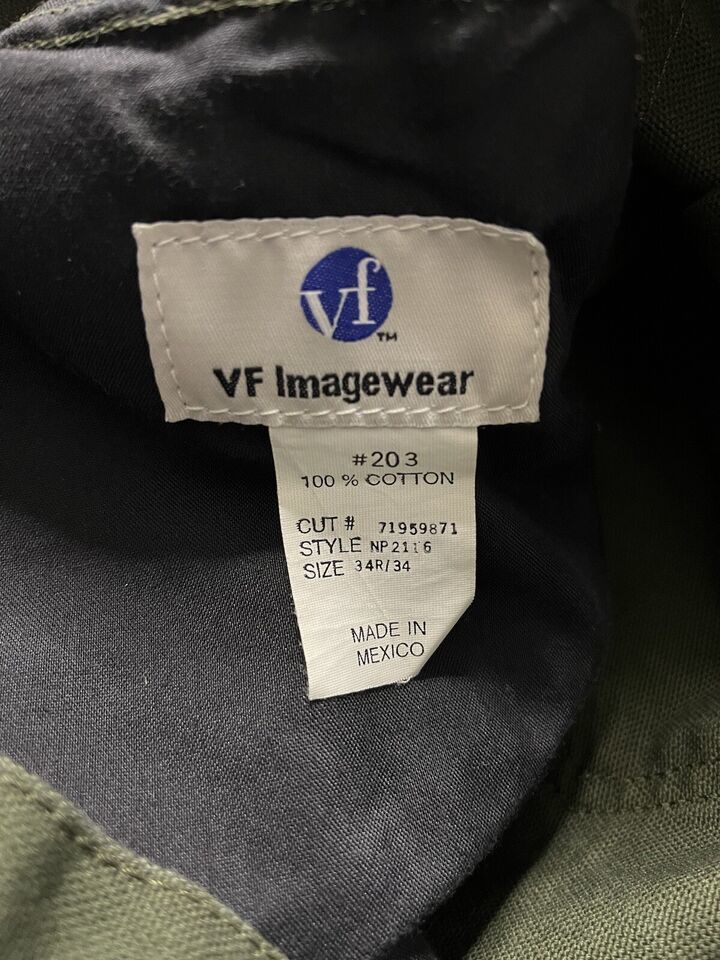 vf
TM
VF Imagewear
#203
100 % COTTON
CUT # 71959871
STYLE NP2116
SIZE 34R/34
MADE IN
MEXICO